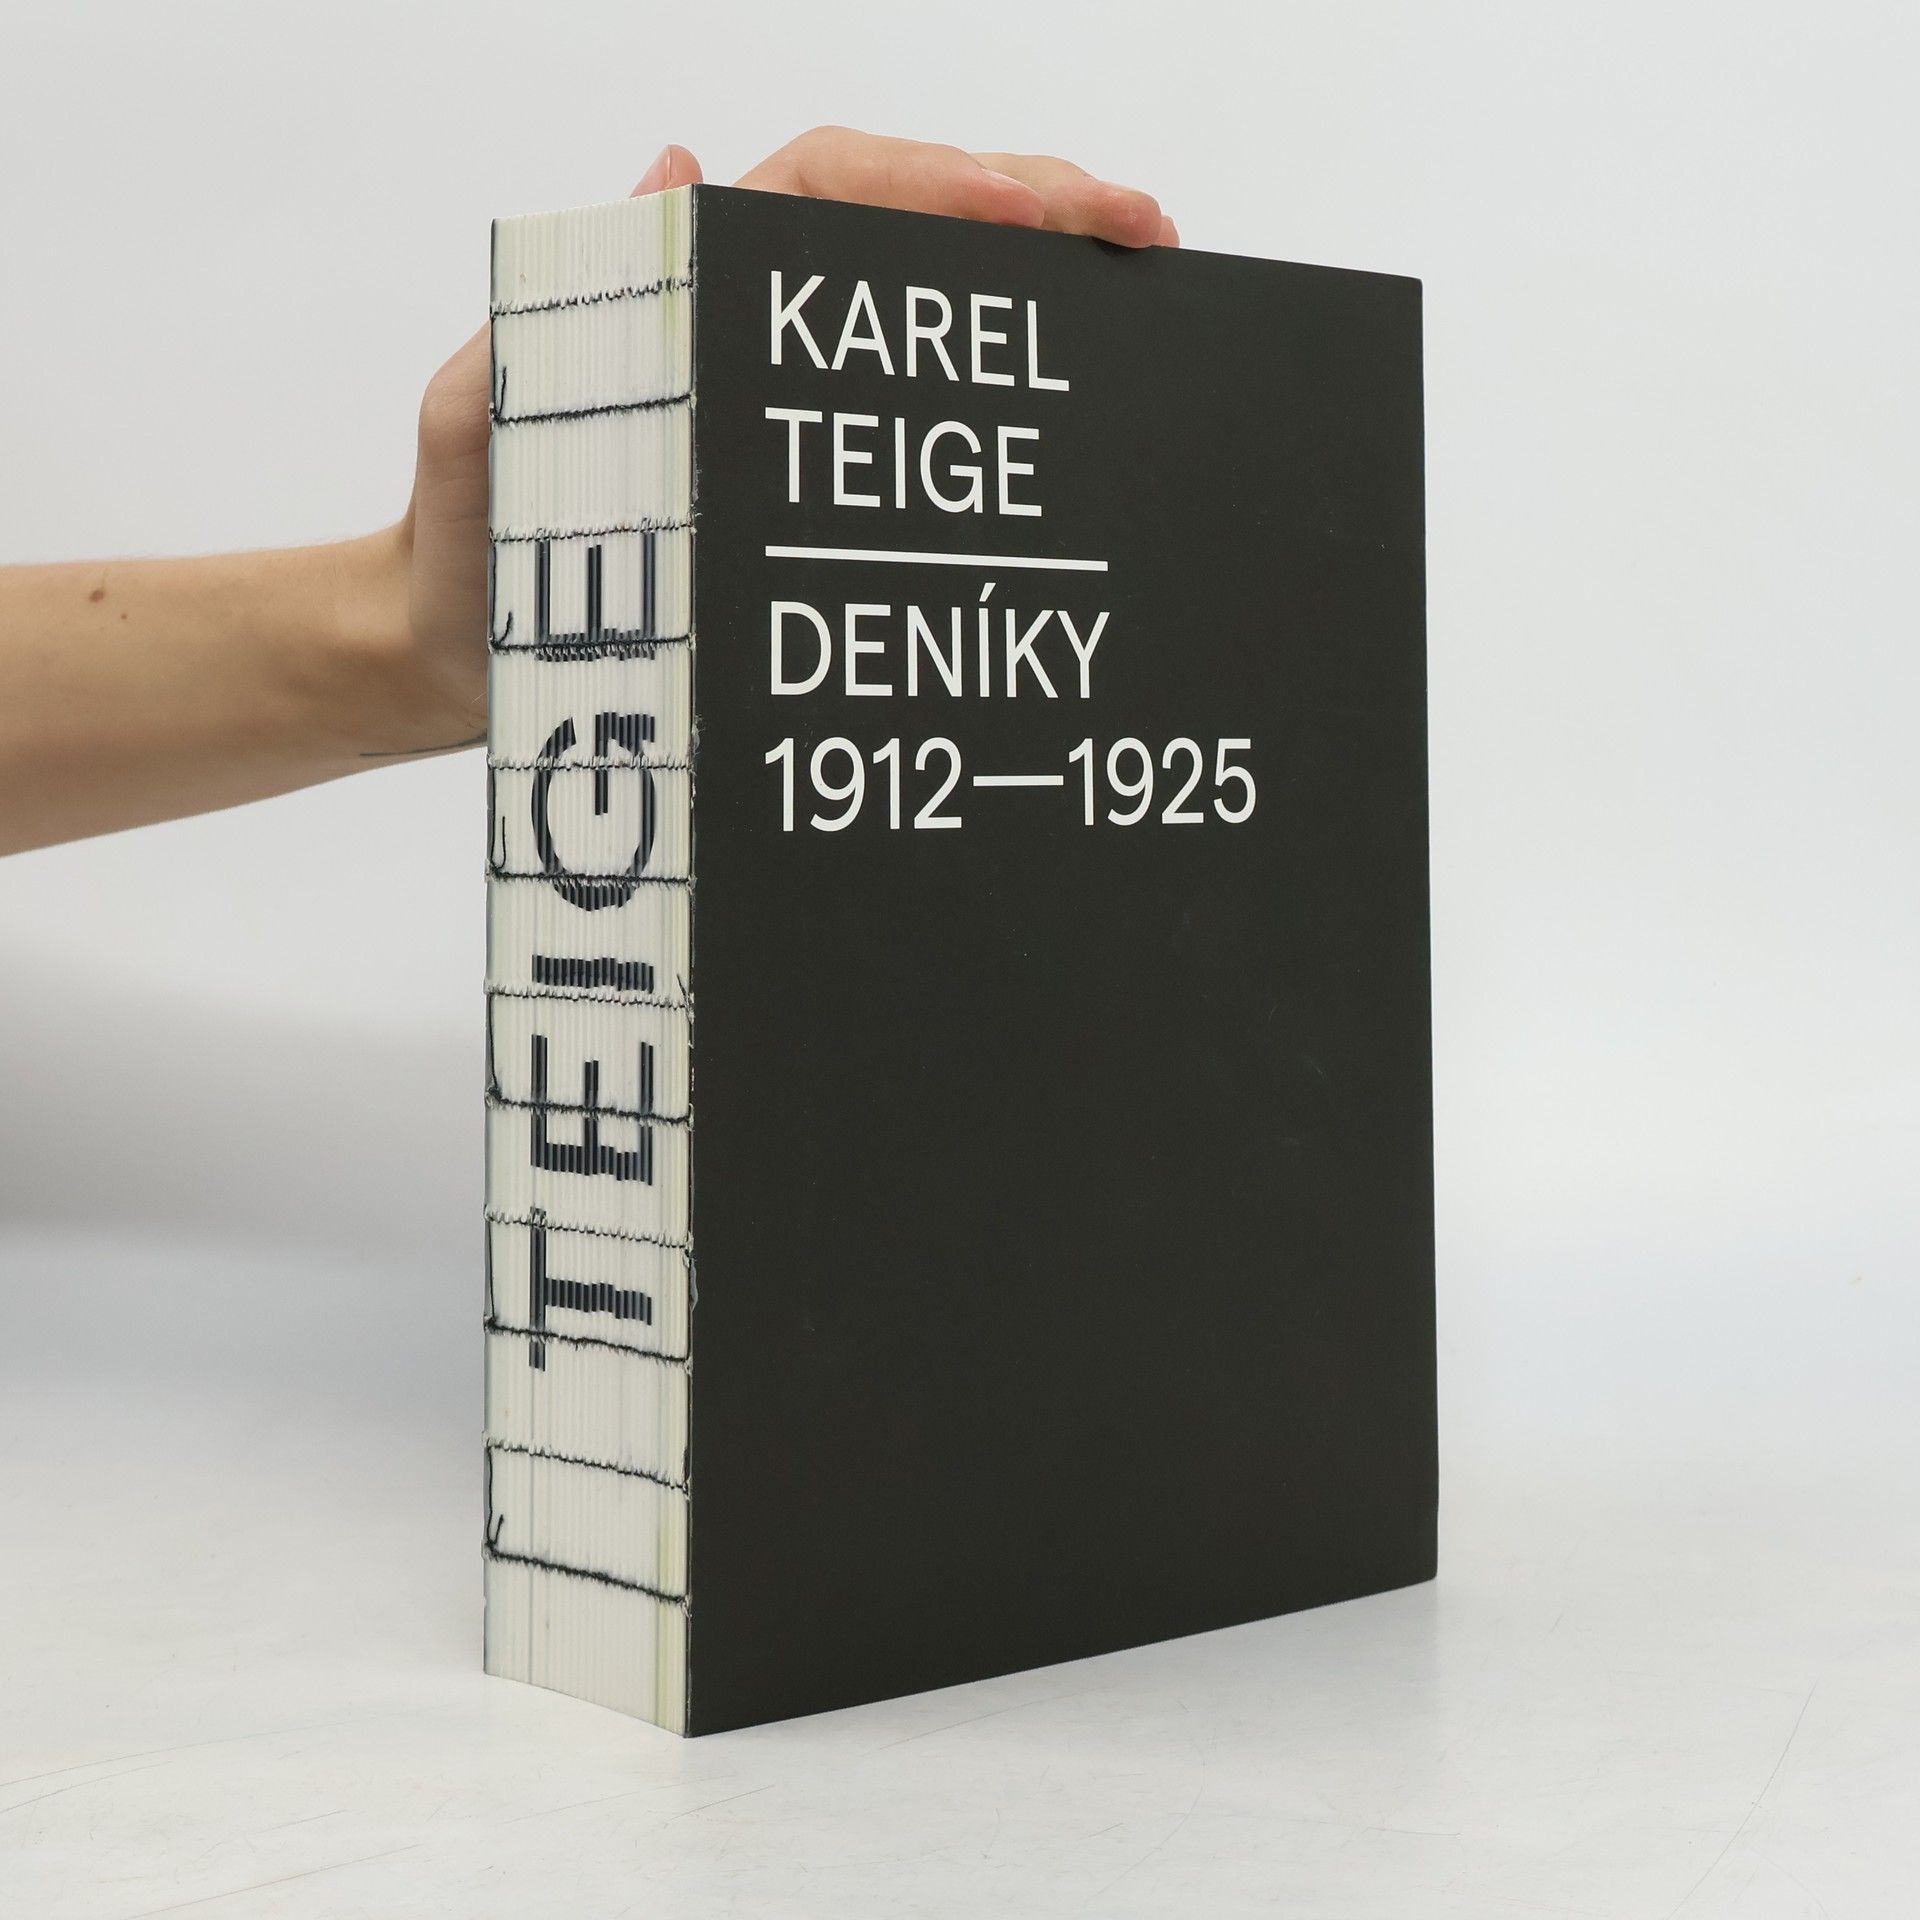 TEIGE
KAREL
TEIGE
DENÍKY
1912—1925